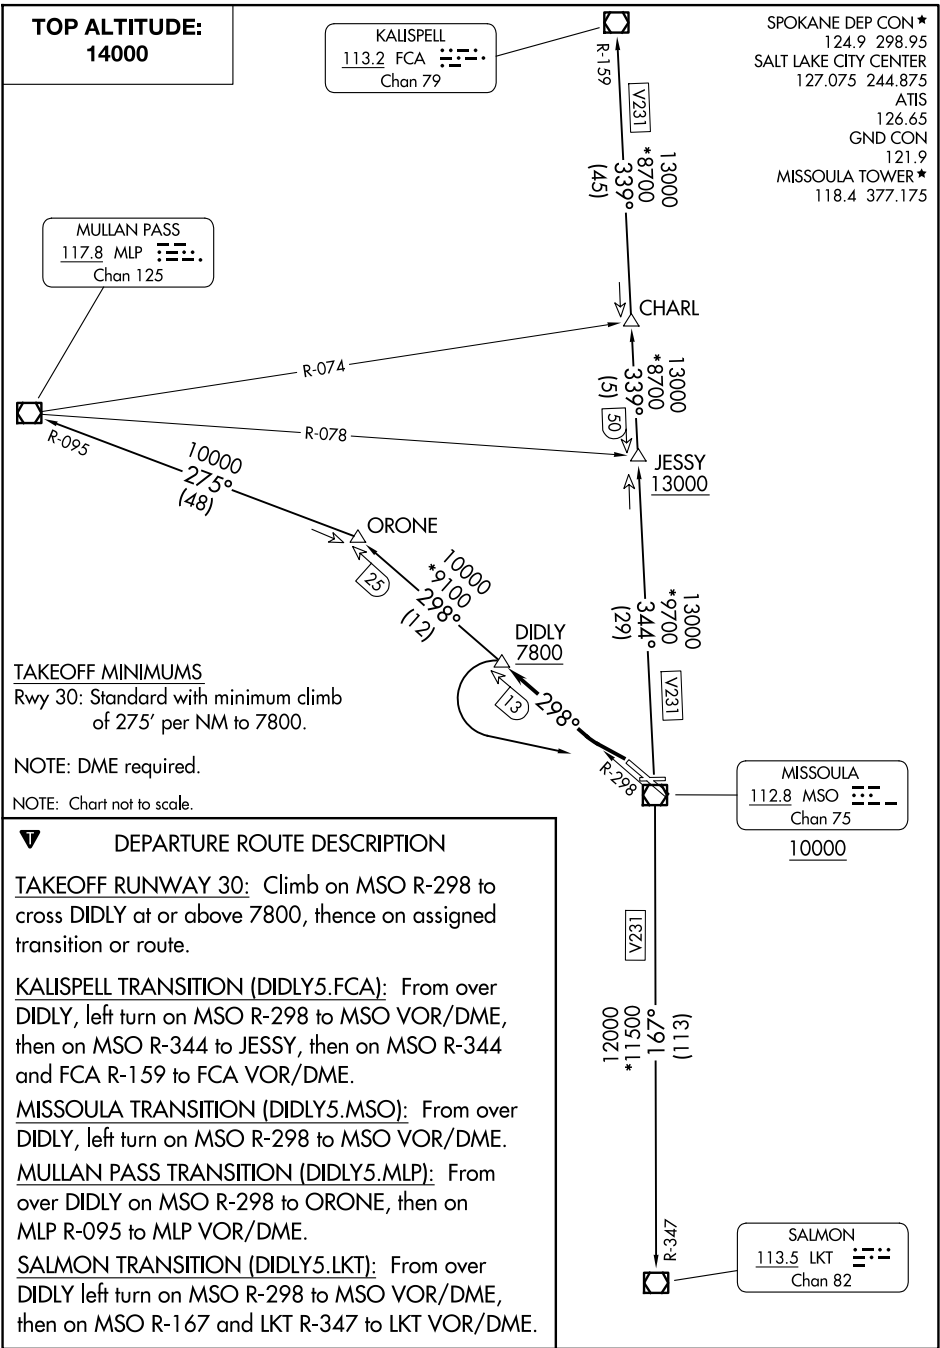 TOP ALTITUDE:
14000
KALISPELL
113.2 FCA
Chan 79
SPOKANE DEP CON★
124.9 298.95
SALT LAKE CITY CENTER
127.075 244.875
ATIS
126.65
GND CON
121.9
MISSOULA TOWER★
118.4 377.175
R-159
V231
13000
*8700
339°
(45)
MULLAN PASS
117.8 MLP
Chan 125
CHARL
R-074
13000
*8700
339°
(5)
50
R-078
R-095
JESSY
13000
10000
275°
(48)
ORONE
25
10000
*9100
298°
(12)
13000
*9700
344°
(29)
V231
DIDLY
7800
13
298°
R-298
TAKEOFF MINIMUMS
Rwy 30: Standard with minimum climb
of 275' per NM to 7800.
NOTE: DME required.
NOTE: Chart not to scale.
MISSOULA
112.8 MSO
Chan 75
10000
V231
12000
*11500
167°
(113)
R-347
SALMON
113.5 LKT
Chan 82
T
DEPARTURE ROUTE DESCRIPTION
TAKEOFF RUNWAY 30: Climb on MSO R-298 to
cross DIDLY at or above 7800, thence on assigned
transition or route.
KALISPELL TRANSITION (DIDLY5.FCA): From over
DIDLY, left turn on MSO R-298 to MSO VOR/DME,
then on MSO R-344 to JESSY, then on MSO R-344
and FCA R-159 to FCA VOR/DME.
MISSOULA TRANSITION (DIDLY5.MSO): From over
DIDLY, left turn on MSO R-298 to MSO VOR/DME.
MULLAN PASS TRANSITION (DIDLY5.MLP): From
over DIDLY on MSO R-298 to ORONE, then on
MLP R-095 to MLP VOR/DME.
SALMON TRANSITION (DIDLY5.LKT): From over
DIDLY left turn on MSO R-298 to MSO VOR/DME,
then on MSO R-167 and LKT R-347 to LKT VOR/DME.